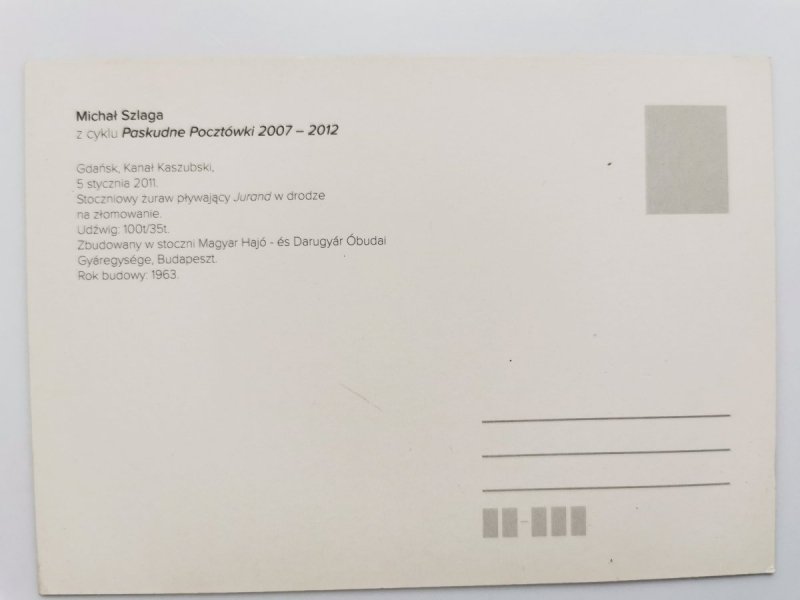 Michał Szlaga
z cyklu Paskudne Pocztówki 2007 – 2012
Gdańsk, Kanał Kaszubski,
5 stycznia 2011.
Stoczniowy żuraw pływający Jurand w drodze
na złomowanie.
Udźwig: 100t/35t.
Zbudowany w stoczni Magyar Hajó - és Darugyár Óbudai
Gyáregysége, Budapeszt.
Rok budowy: 1963.